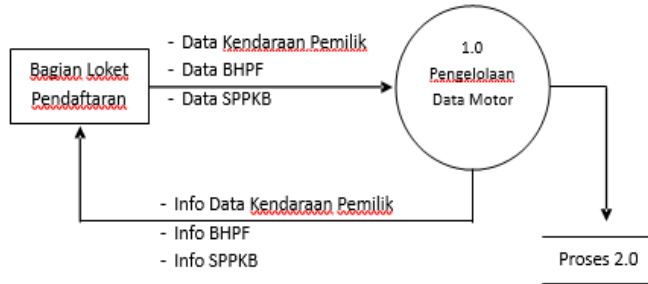 - Data Kendaraan Pemilik
- Data BHPF
- Data SPPKB
Bagian Loket
Pendaftaran
1.0
Pengelolaan
Data Motor
- Info Data Kendaraan Pemilik
- Info BHPF
- Info SPPKB
Proses 2.0